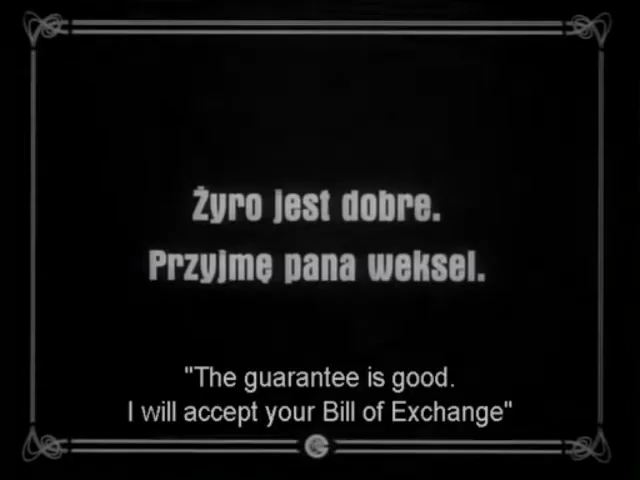 Żyro jest dobre.
Przyjmę pana weksel.
"The guarantee is good.
I will accept your Bill of Exchange"